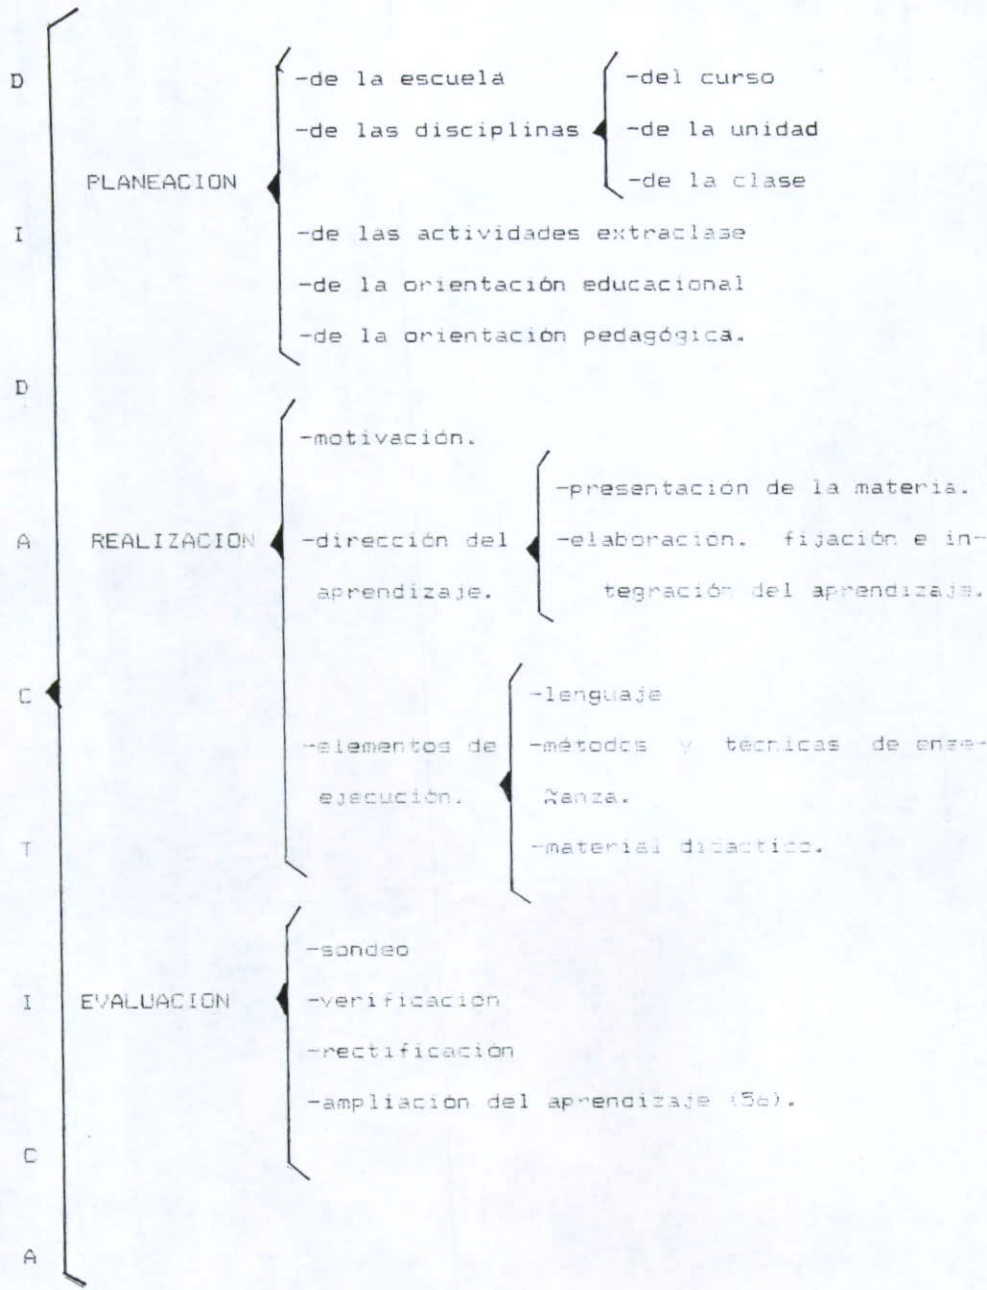 DIDACTICA
PLANEACION
-de la escuela
-de las disciplinas
-del curso
-de la unidad
-de la clase
-de las actividades extraclase
-de la orientación educacional
-de la orientación pedagógica.
REALIZACION
-motivación.
-dirección del
aprendizaje.
-presentación de la materia.
-elaboración. fijación e in-
tegración del aprendizaje.
-elementos de
ejecución.
-lenguaje
-métodos y técnicas de ense-
ñanza.
-material didactico.
EVALUACION
-sondeo
-verificacion
-rectificación
-ampliación del aprendizaje